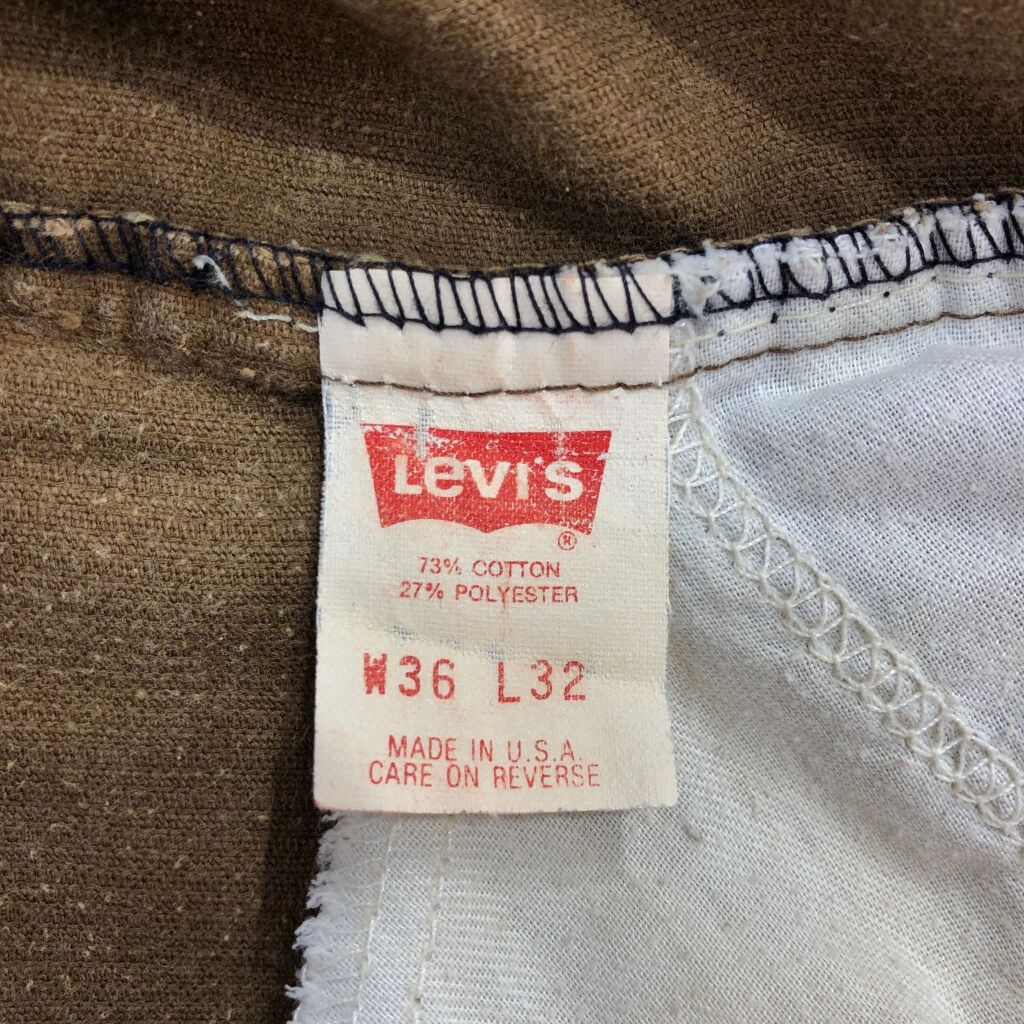 LEVI'S ®
73% COTTON
27% POLYESTER
W36 L32
MADE IN U.S.A.
CARE ON REVERSE